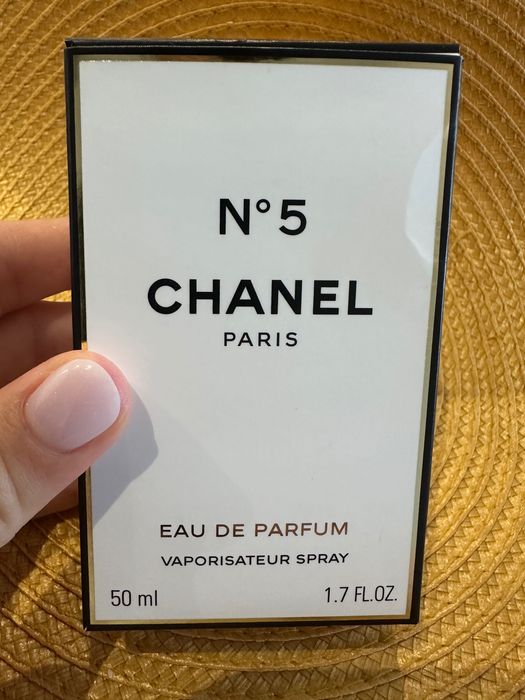 N°5
CHANEL
PARIS
EAU DE PARFUM
VAPORISATEUR SPRAY
50 ml 1.7 FL.OZ.